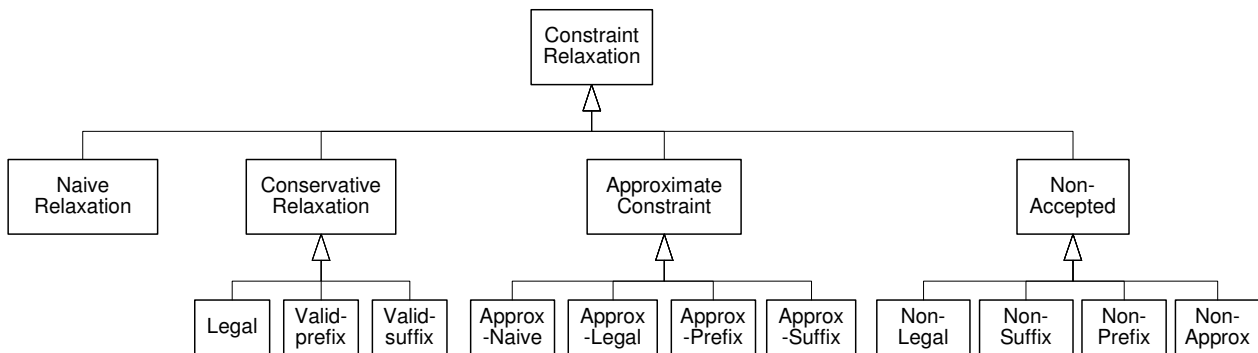 Constraint
Relaxation
Naive
Relaxation
Conservative
Relaxation
Approximate
Constraint
Non-
Accepted
Legal
Valid-
prefix
Valid-
suffix
Approx
-Naive
Approx
-Legal
Approx
-Prefix
Approx
-Suffix
Non-
Legal
Non-
Suffix
Non-
Prefix
Non-
Approx